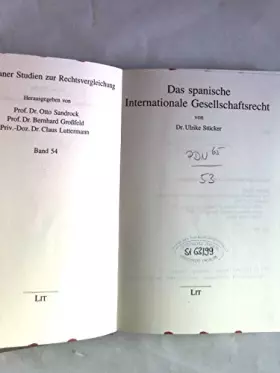 aner Studien zur Rechtsvergleichung
Herausgegeben von
Prof. Dr. Otto Sandrock
Prof. Dr. Bernhard Großfeld
Priv.-Doz. Dr. Claus Luttermann
Band 54
LIT
Das spanische
Internationale Gesellschaftsrecht
von
Dr. Ulrike Stücker
53
LIT